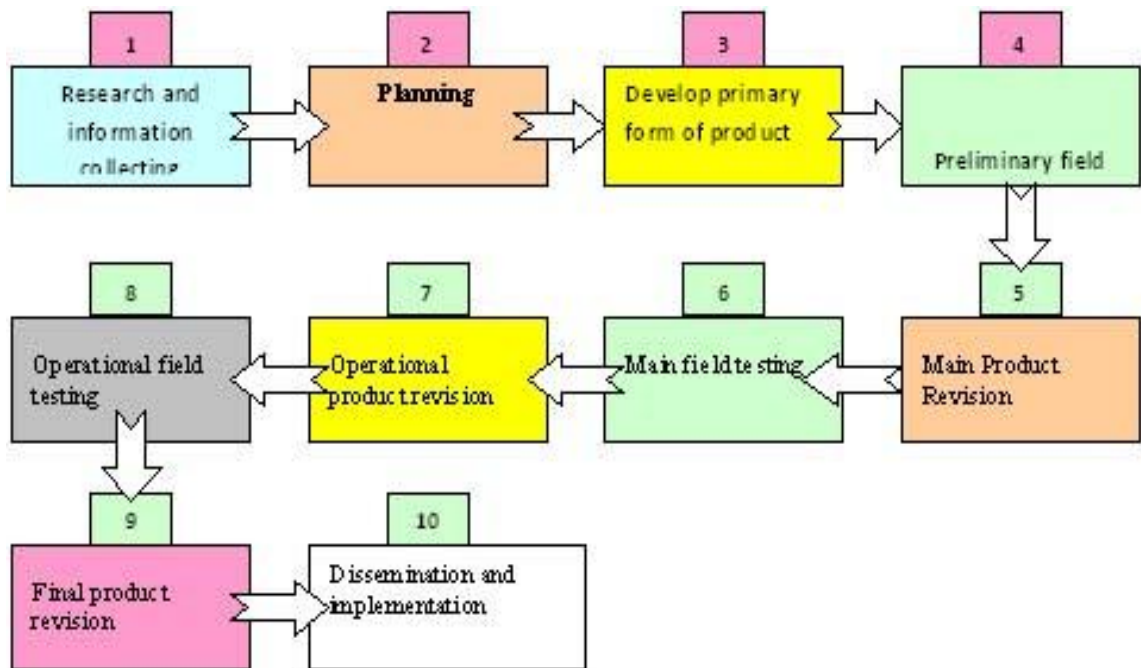 1
Research and
information
collecting
2
Planning
3
Develop primary
form of product
4
Preliminary field
5
Main Product
Revision
6
Main field testing
7
Operational
product revision
8
Operational field
testing
9
Final product
revision
10
Dissemination and
implementation